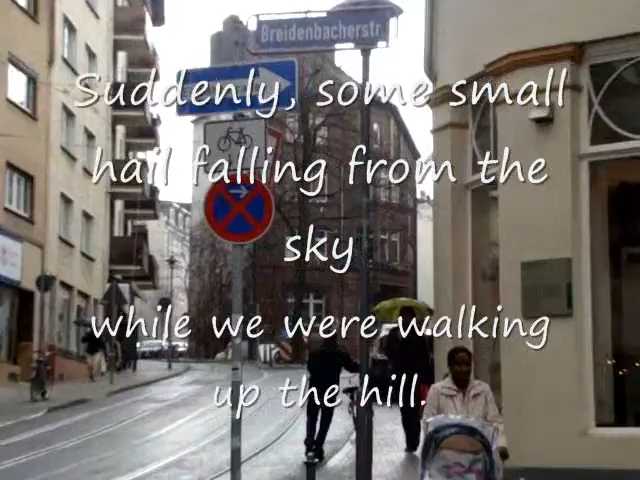 Breidenbacherstr.
Suddenly, some small
hail falling from the
sky
while we were walking
up the hill.